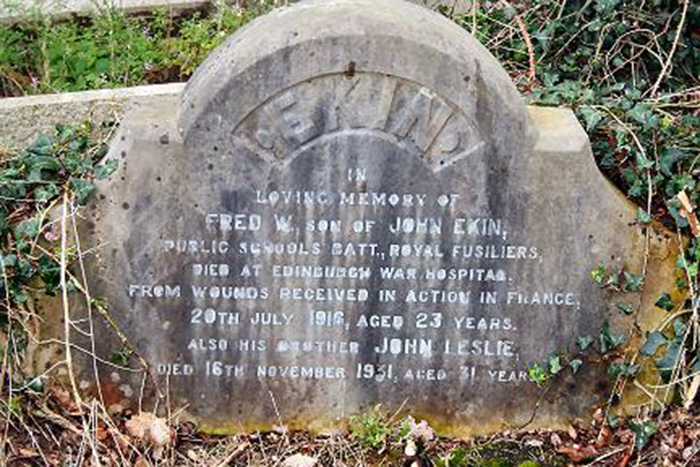 EKIN
IN
LOVING MEMORY OF
FRED W. SON OF JOHN EKIN,
PUBLIC SCHOOLS BATT., ROYAL FUSILIERS,
DIED AT EDINBURGH WAR HOSPITAL,
FROM WOUNDS RECEIVED IN ACTION IN FRANCE,
20TH JULY 1916, AGED 23 YEARS.
ALSO HIS BROTHER JOHN LESLIE,
DIED 16TH NOVEMBER 1931, AGED 31 YEARS